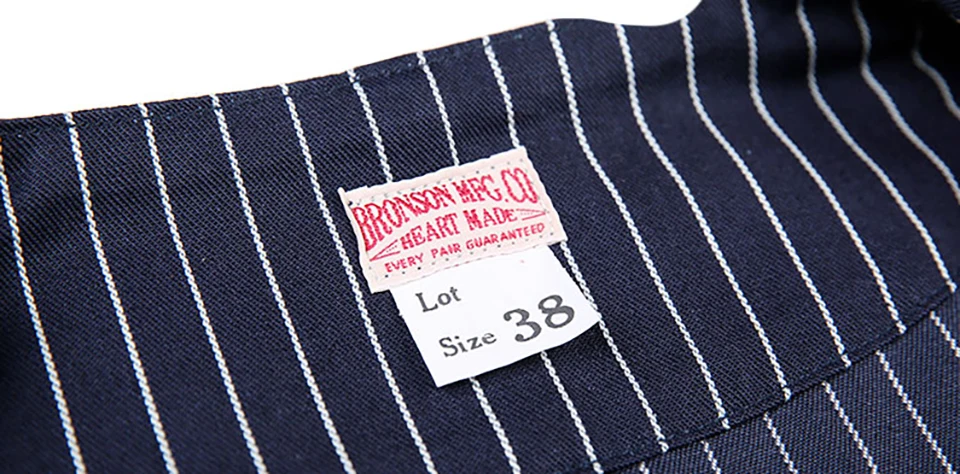 BRONSON MFG. CO
HEART MADE
EVERY PAIR GUARANTEED
Lot
Size 38